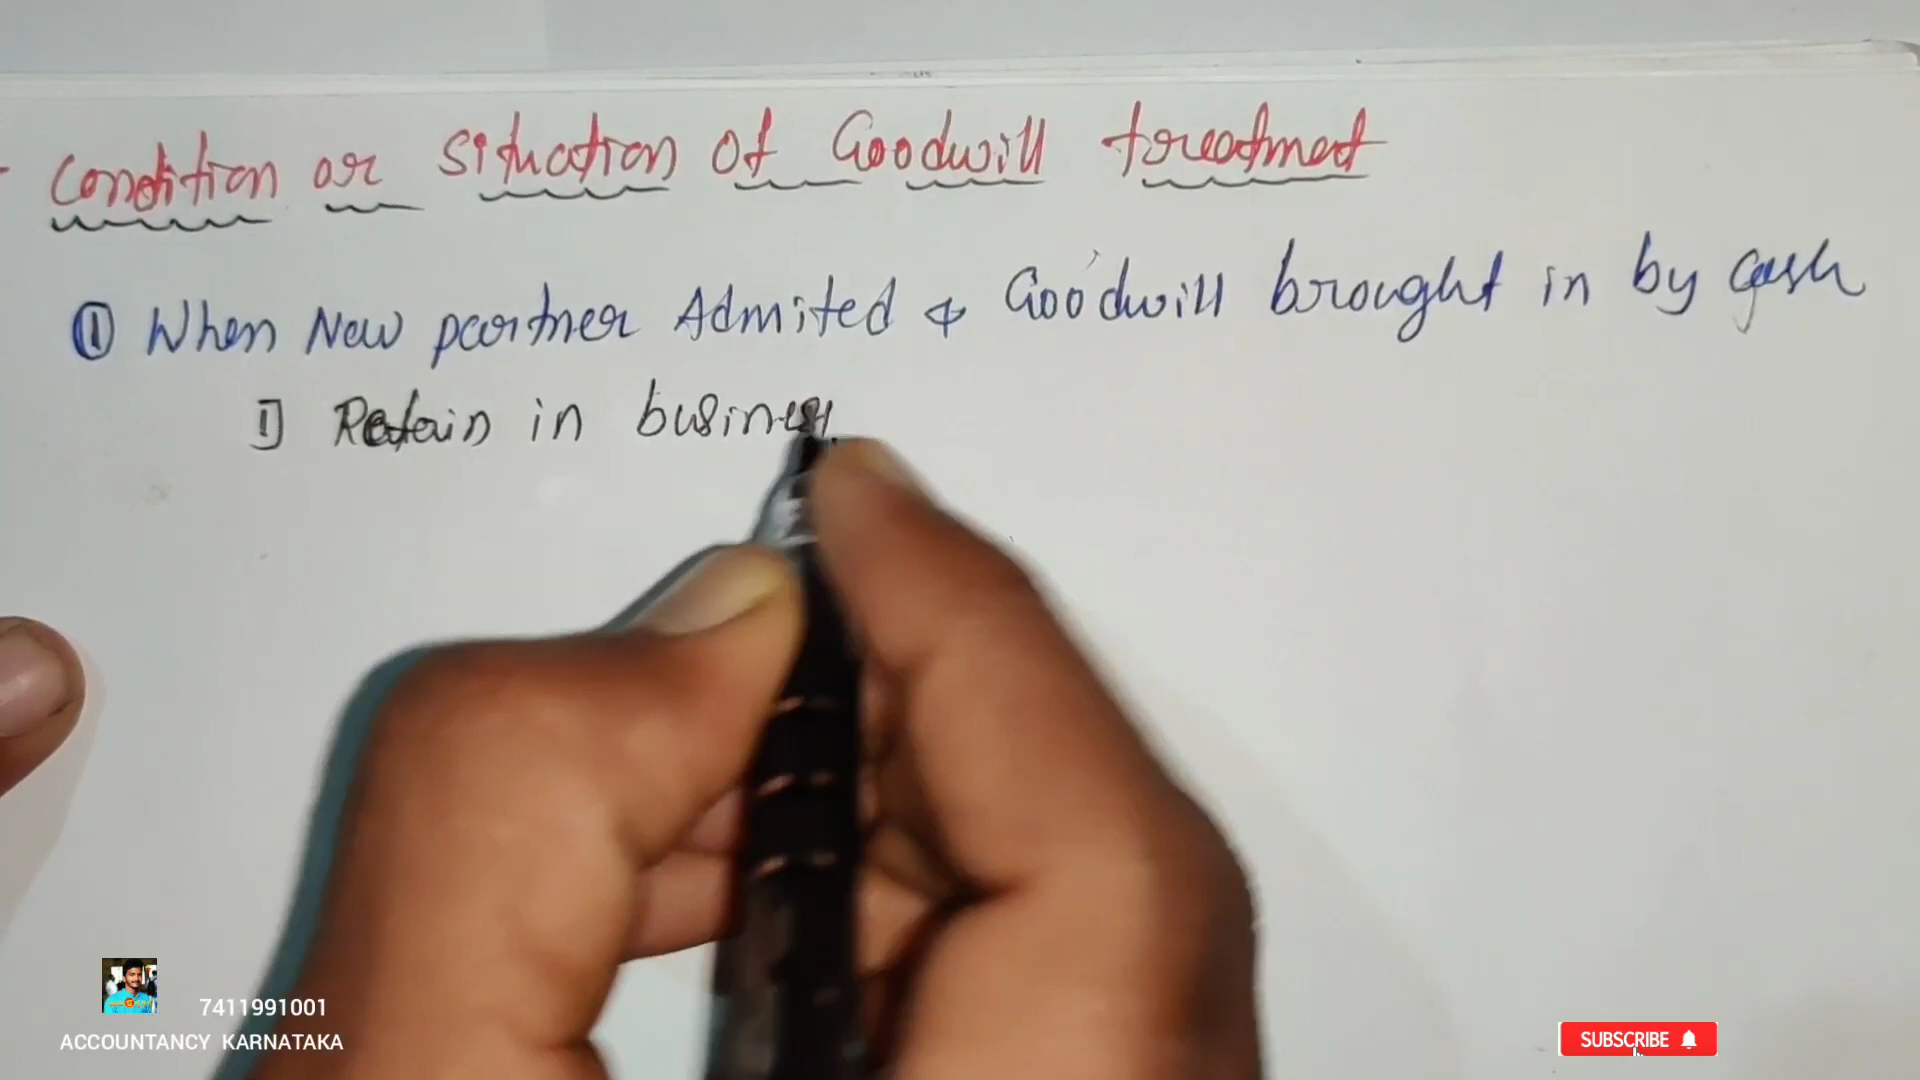 Condition or situation of Goodwill treatment
① When New partner Admited & Goodwill brought in by cash
1] Retain in business
7411991001
ACCOUNTANCY KARNATAKA
SUBSCRIBE